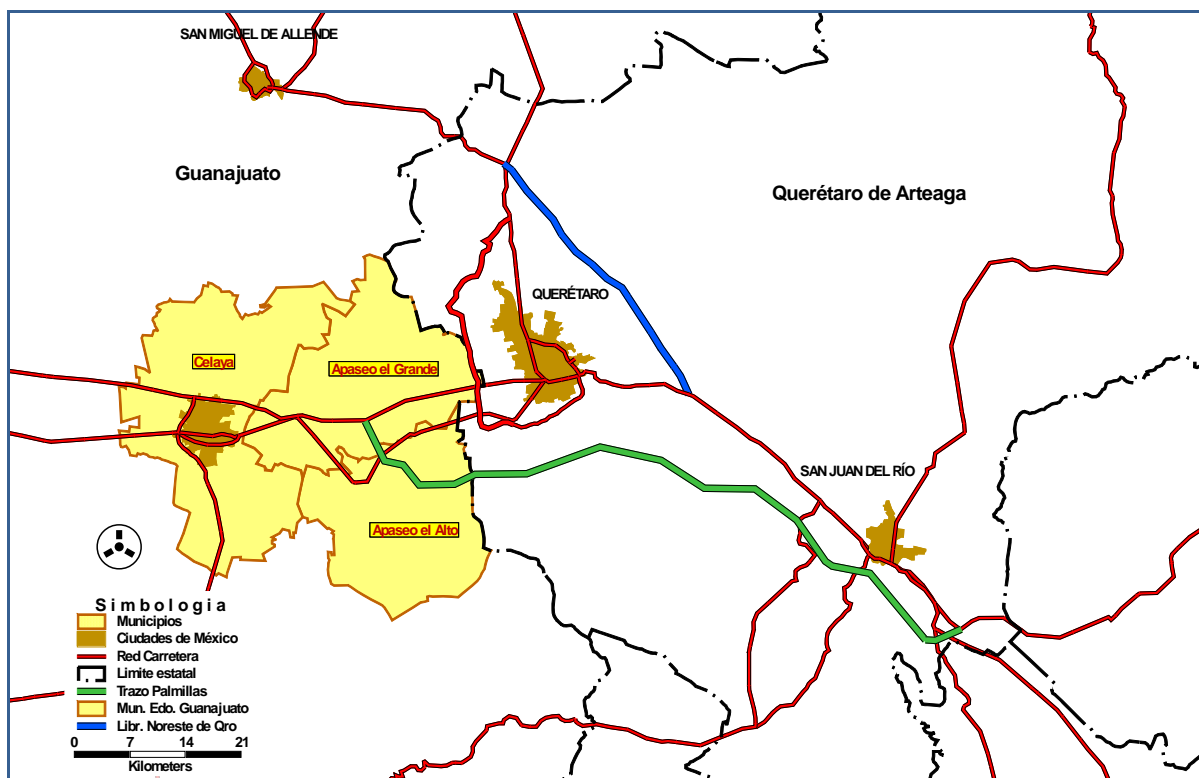 SAN MIGUEL DE ALLENDE
Guanajuato
Querétaro de Arteaga
QUERÉTARO
Celaya
Apaseo el Grande
SAN JUAN DEL RÍO
Apaseo el Alto
Simbologia
Municipios
Ciudades de México
Red Carretera
Limite estatal
Trazo Palmillas
Mun. Edo. Guanajuato
Libr. Noreste de Qro
0 7 14 21
Kilometers